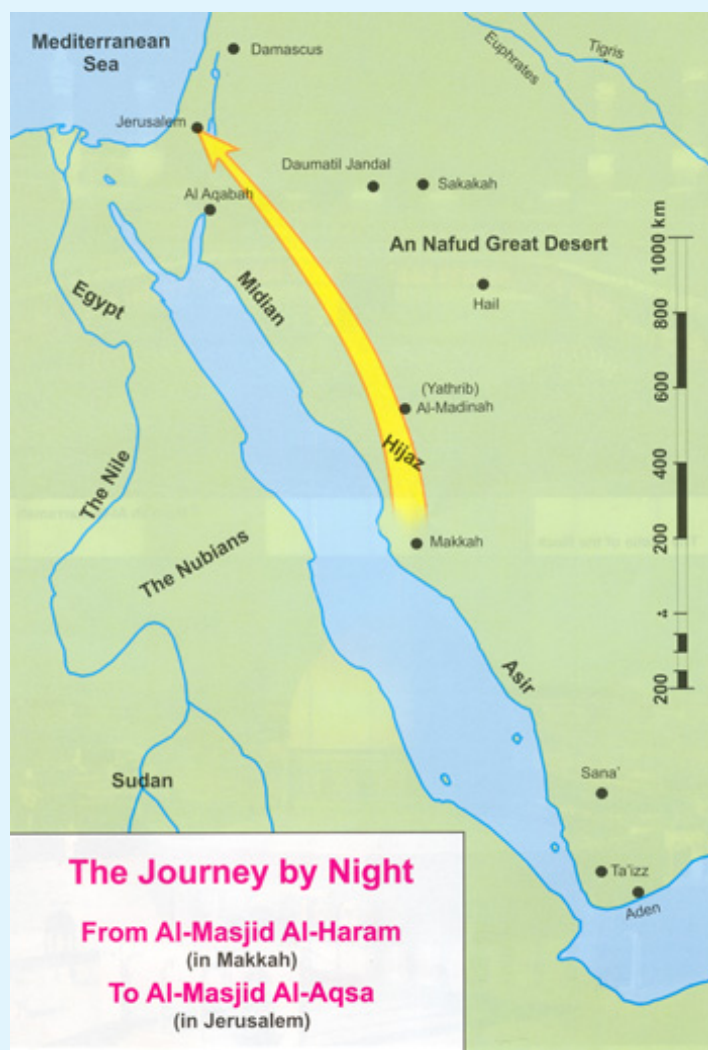 Mediterranean
Sea
Damascus
Euphrates
Tigris
Jerusalem
Daumatil Jandal
Sakakah
Al Aqabah
An Nafud Great Desert
1000 km
Midian
Egypt
Hail
800
(Yathrib)
Al-Madinah
600
Hijaz
400
The Nile
Makkah
200
The Nubians
Asir
200
Sudan
Sana'
Ta'izz
Aden
The Journey by Night
From Al-Masjid Al-Haram
(in Makkah)
To Al-Masjid Al-Aqsa
(in Jerusalem)